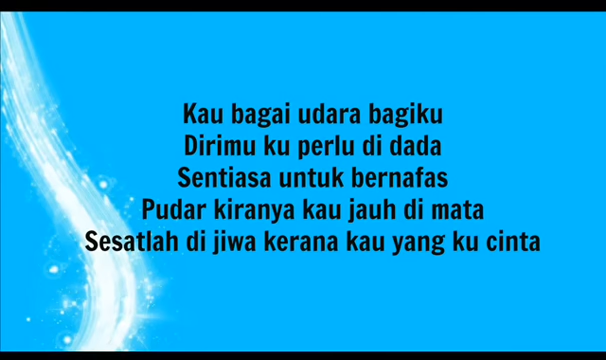 Kau bagai udara bagiku
Dirimu ku perlu di dada
Sentiasa untuk bernafas
Pudar kiranya kau jauh di mata
Sesatlah di jiwa kerana kau yang ku cinta